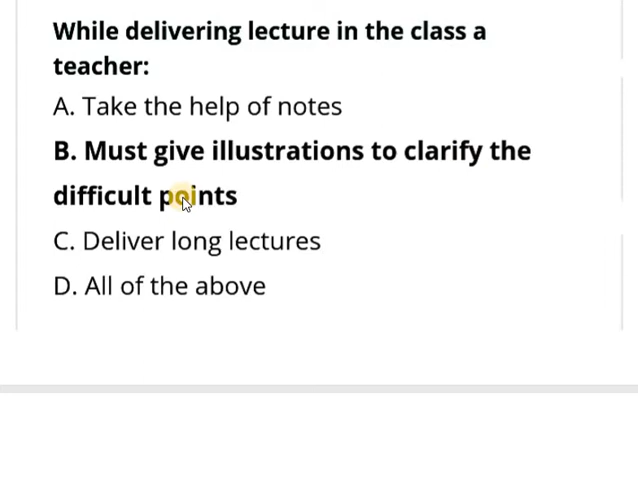 While delivering lecture in the class a
teacher:
A. Take the help of notes
B. Must give illustrations to clarify the
difficult points
C. Deliver long lectures
D. All of the above